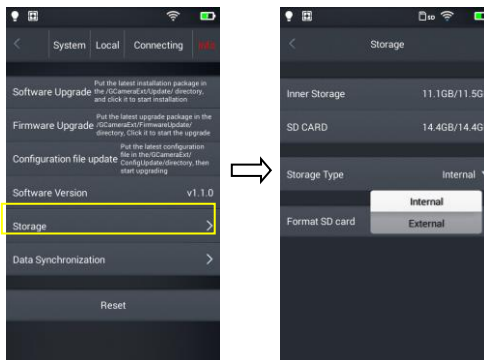 System Local Connecting
Software Upgrade
Put the latest installation package in
the /GCameraExt/Update/ directory,
and click it to start installation
Firmware Upgrade
Put the latest upgrade package in the
/GCameraExt/FirmwareUpdate/
directory, Click it to start the upgrade
Configuration file update
Put the latest configuration
file in the/GCameraExt/
ConfigUpdate/directory, then
start upgrading
Software Version v1.1.0
Storage
Data Synchronization
Reset
Storage
Inner Storage 11.1GB/11.5G
SD CARD 14.4GB/14.4G
Storage Type Internal
Internal
Format SD card
External